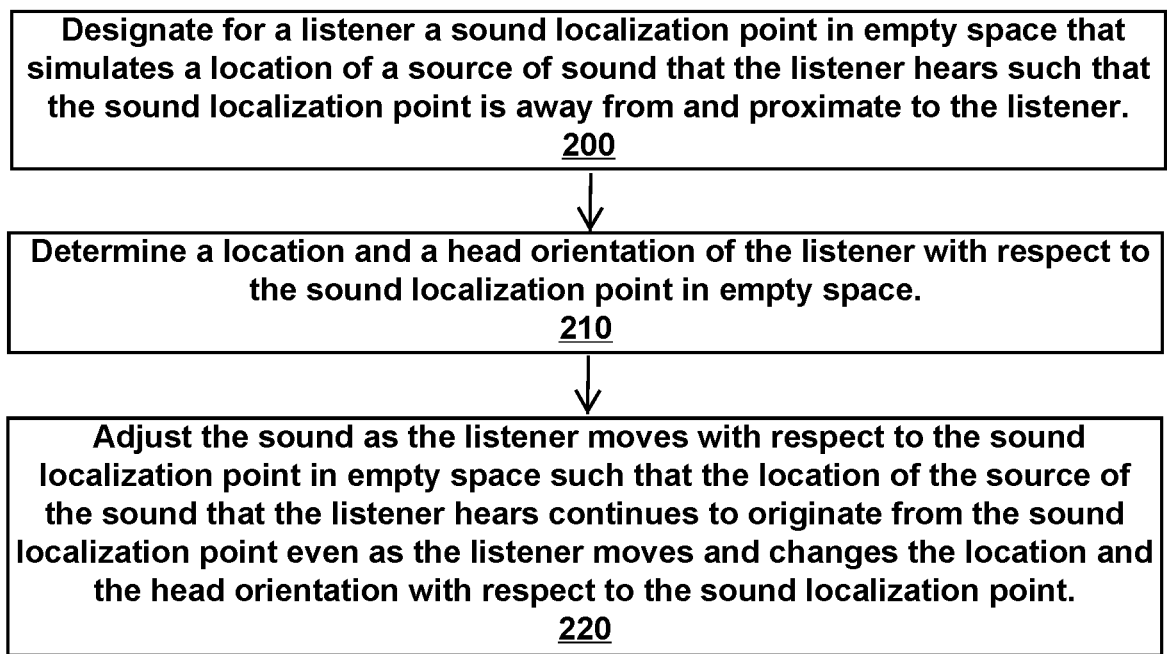 Designate for a listener a sound localization point in empty space that
simulates a location of a source of sound that the listener hears such that
the sound localization point is away from and proximate to the listener.
200
Determine a location and a head orientation of the listener with respect to
the sound localization point in empty space.
210
Adjust the sound as the listener moves with respect to the sound
localization point in empty space such that the location of the source of
the sound that the listener hears continues to originate from the sound
localization point even as the listener moves and changes the location and
the head orientation with respect to the sound localization point.
220